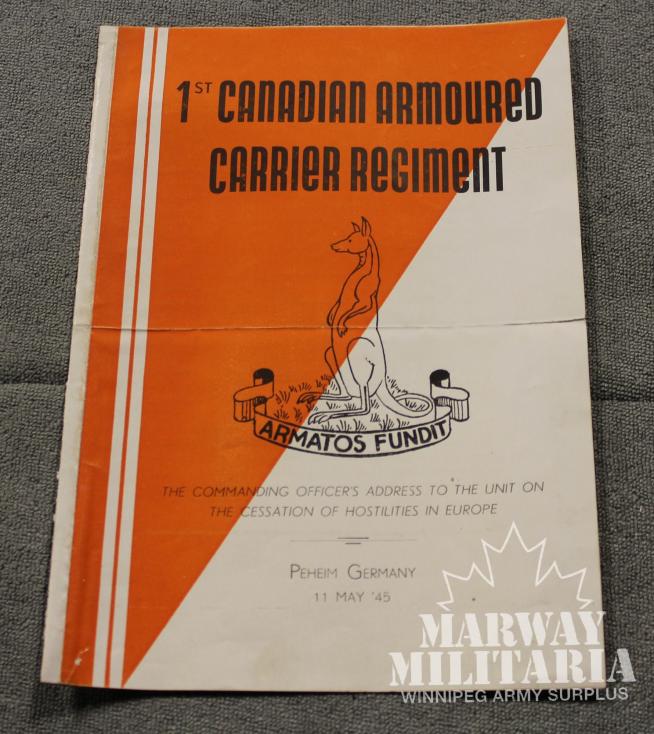 1ST CANADIAN ARMOURED
CARRIER REGIMENT
ARMATOS FUNDIT
THE COMMANDING OFFICER'S ADDRESS TO THE UNIT ON
THE CESSATION OF HOSTILITIES IN EUROPE
PEHEIM GERMANY
11 MAY '45
MARWAY
MILITARIA
WINNIPEG ARMY SURPLUS